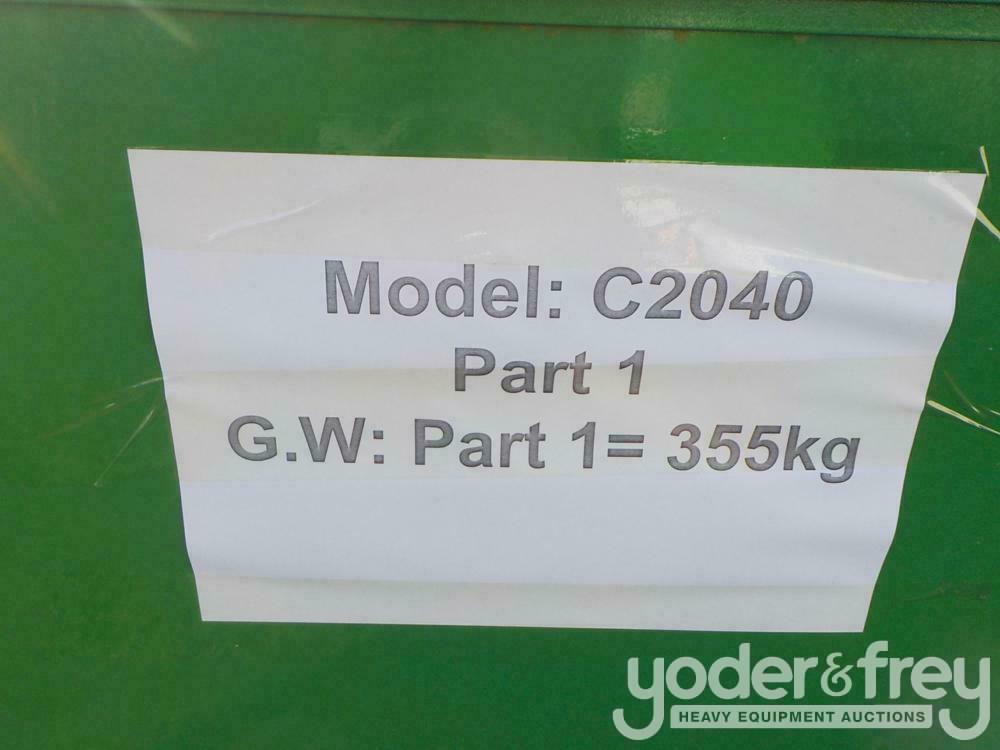 Model: C2040
Part 1
G.W: Part 1= 355kg
yoder&frey
HEAVY EQUIPMENT AUCTIONS